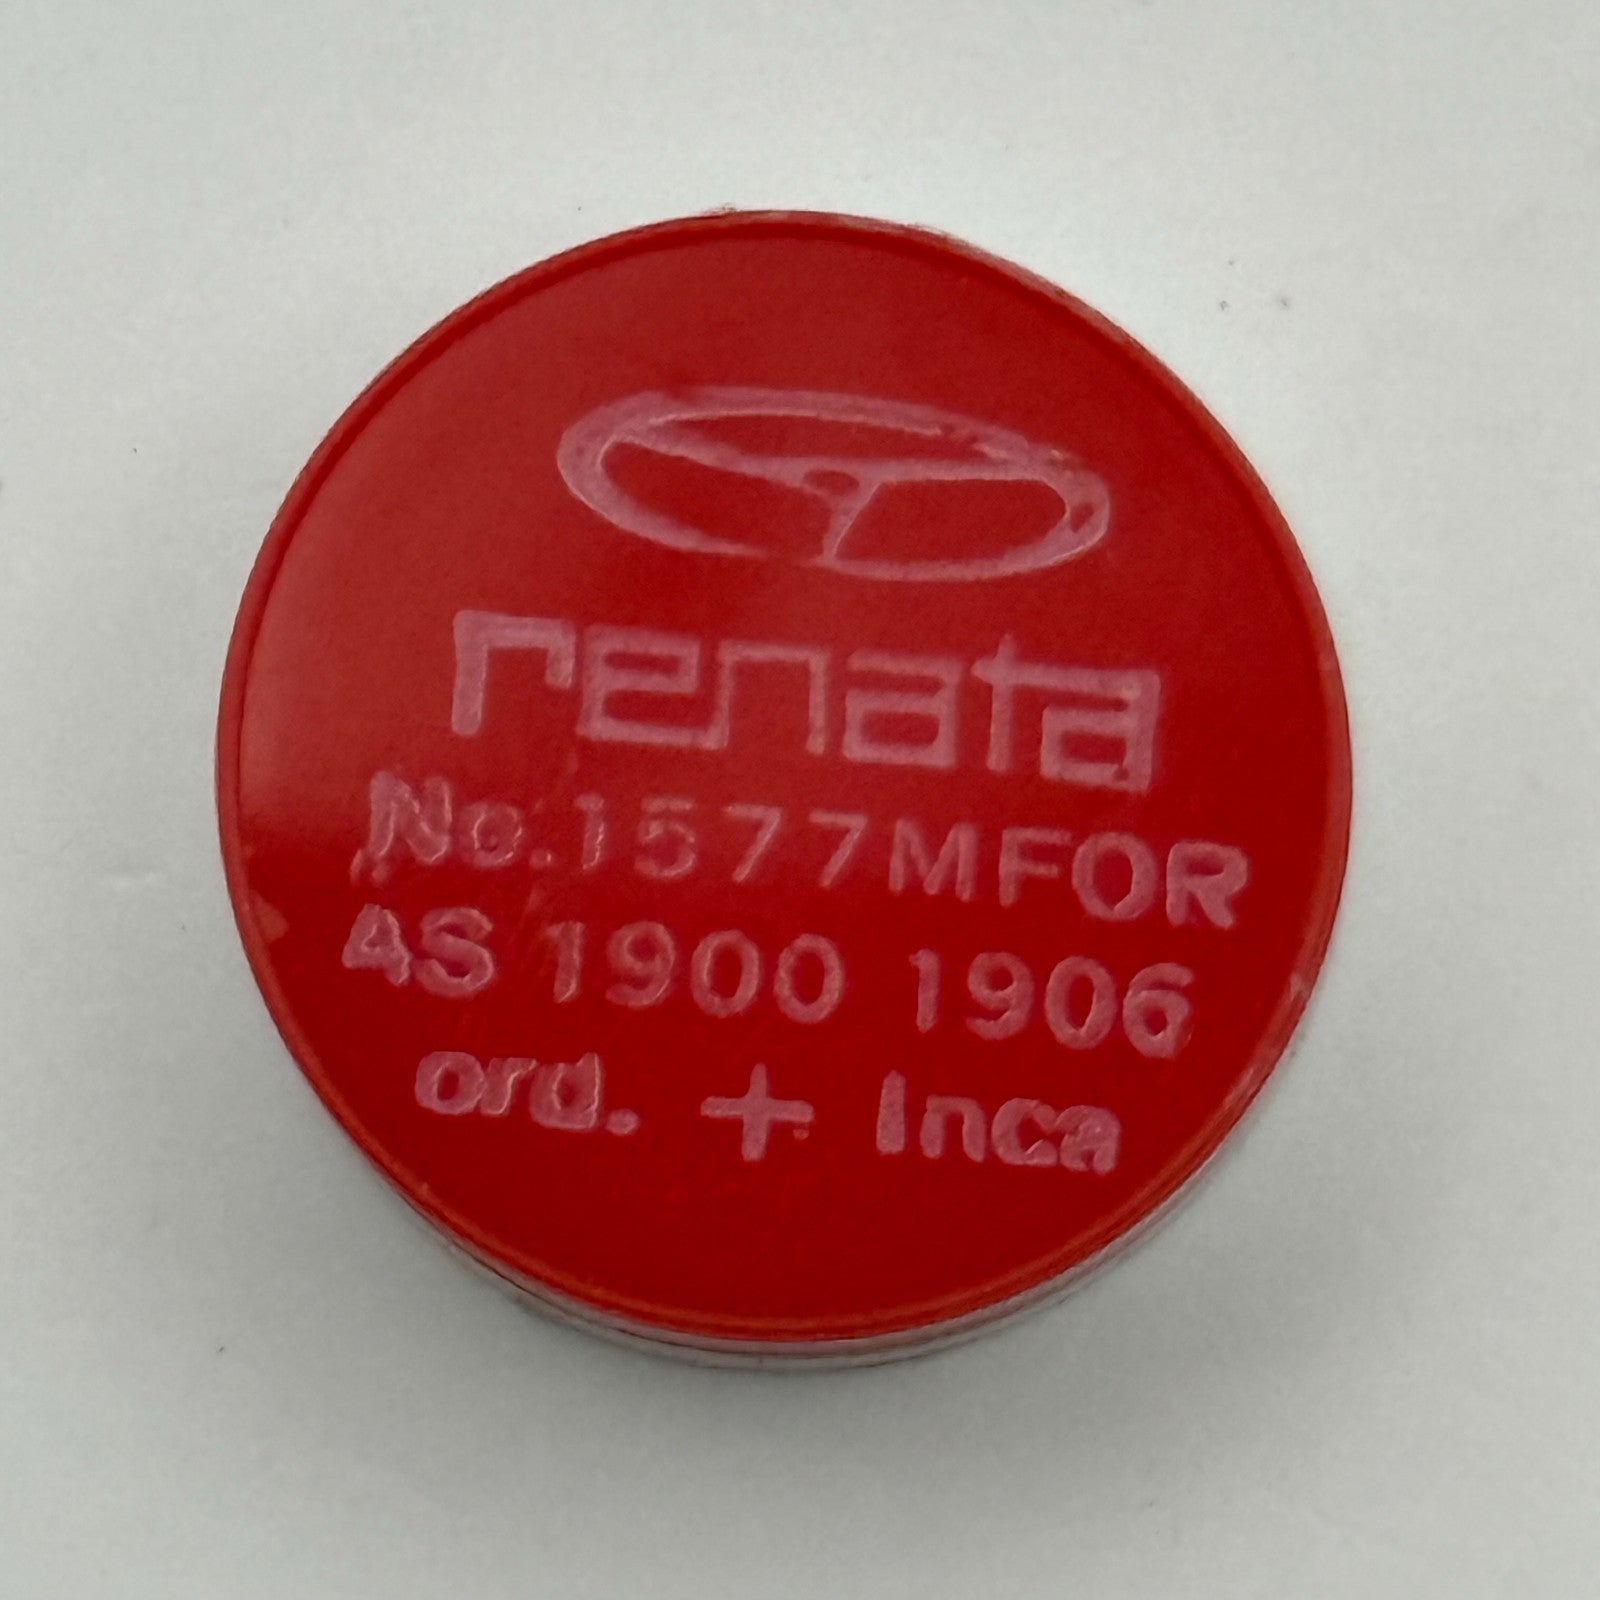 renata
No.1577MFOR
AS 1900 1906
ord. + Inca